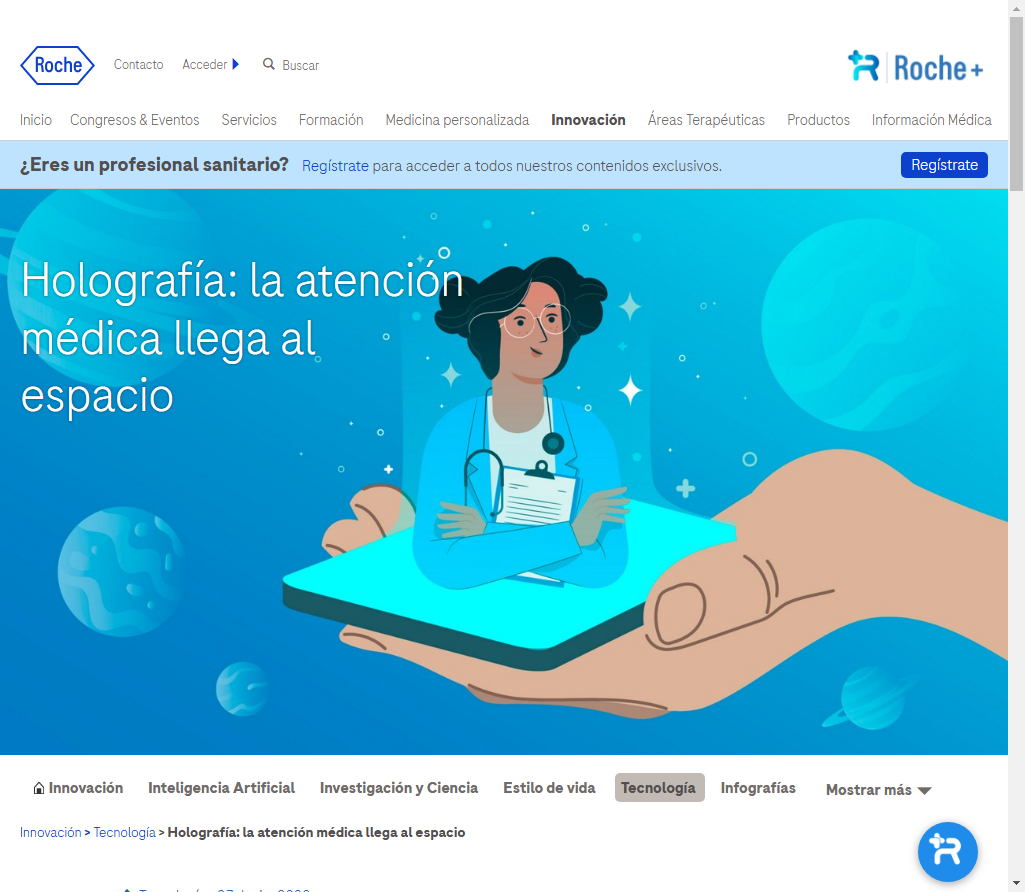 Roche
Contacto
Acceder
Buscar
Roche+
Inicio
Congresos & Eventos
Servicios
Formación
Medicina personalizada
Innovación
Áreas Terapéuticas
Productos
Información Médica
¿Eres un profesional sanitario? Regístrate para acceder a todos nuestros contenidos exclusivos.
Regístrate
Holografía: la atención
médica llega al
espacio
Innovación
Inteligencia Artificial
Investigación y Ciencia
Estilo de vida
Tecnología
Infografías
Mostrar más
Innovación > Tecnología > Holografía: la atención médica llega al espacio